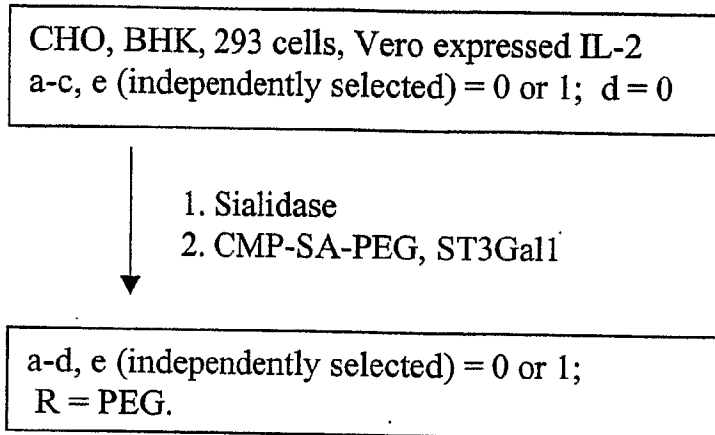 CHO, BHK, 293 cells, Vero expressed IL-2
a-c, e (independently selected) = 0 or 1; d = 0
1. Sialidase
2. CMP-SA-PEG, ST3Gal1
a-d, e (independently selected) = 0 or 1;
R = PEG.